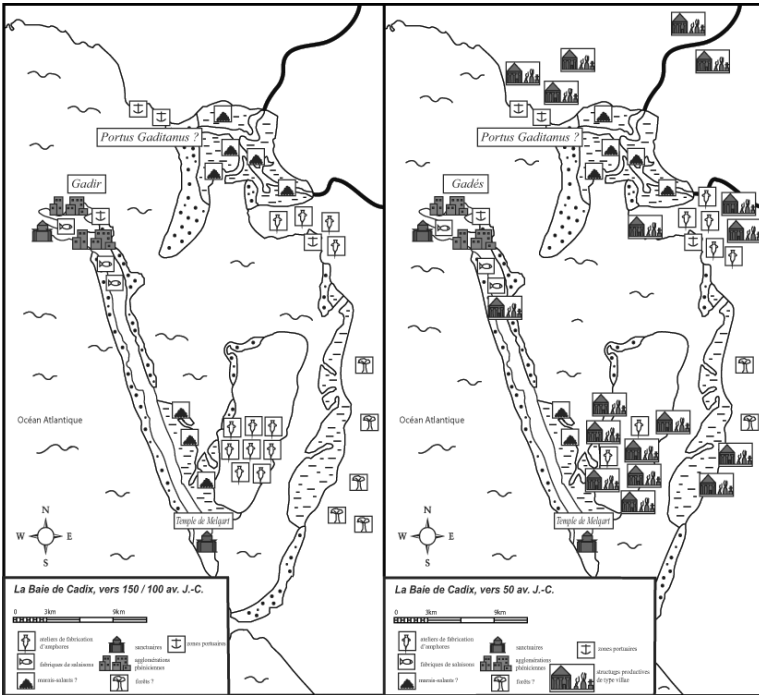 Portus Gaditanus ?
Gadir
Océan Atlantique
N
W
E
S
Temple de Melqart
La Baie de Cadix, vers 150 / 100 av. J.-C.
0
3km
9km
ateliers de fabrication
d'amphores
sanctuaires
zones portuaires
fabriques de salaisons
agglomérations
phéniciennes
marais-salants ?
forêts ?
Portus Gaditanus ?
Gadès
Océan Atlantique
N
W
E
S
Temple de Melqart
La Baie de Cadix, vers 50 av. J.-C.
0
3km
9km
ateliers de fabrication
d'amphores
sanctuaires
zones portuaires
fabriques de salaisons
agglomérations
phéniciennes
marais-salants ?
forêts ?
productives
de type villae